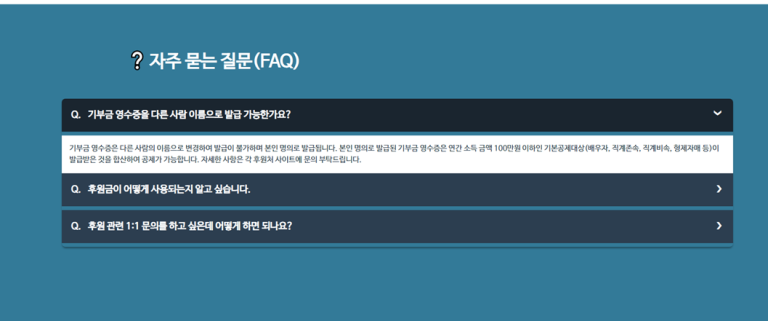 ❓ 자주 묻는 질문(FAQ)
Q. 기부금 영수증을 다른 사람 이름으로 발급 가능한가요?
기부금 영수증은 다른 사람의 이름으로 변경하여 발급이 불가하며 본인 명의로 발급됩니다. 본인 명의로 발급된 기부금 영수증은 연간 소득 금액 100만원 이하인 기본공제대상(배우자, 직계존속, 직계비속, 형제자매 등)이
발급받은 것을 합산하여 공제가 가능합니다. 자세한 사항은 각 후원처 사이트에 문의 부탁드립니다.
Q. 후원금이 어떻게 사용되는지 알고 싶습니다.
Q. 후원 관련 1:1 문의를 하고 싶은데 어떻게 하면 되나요?